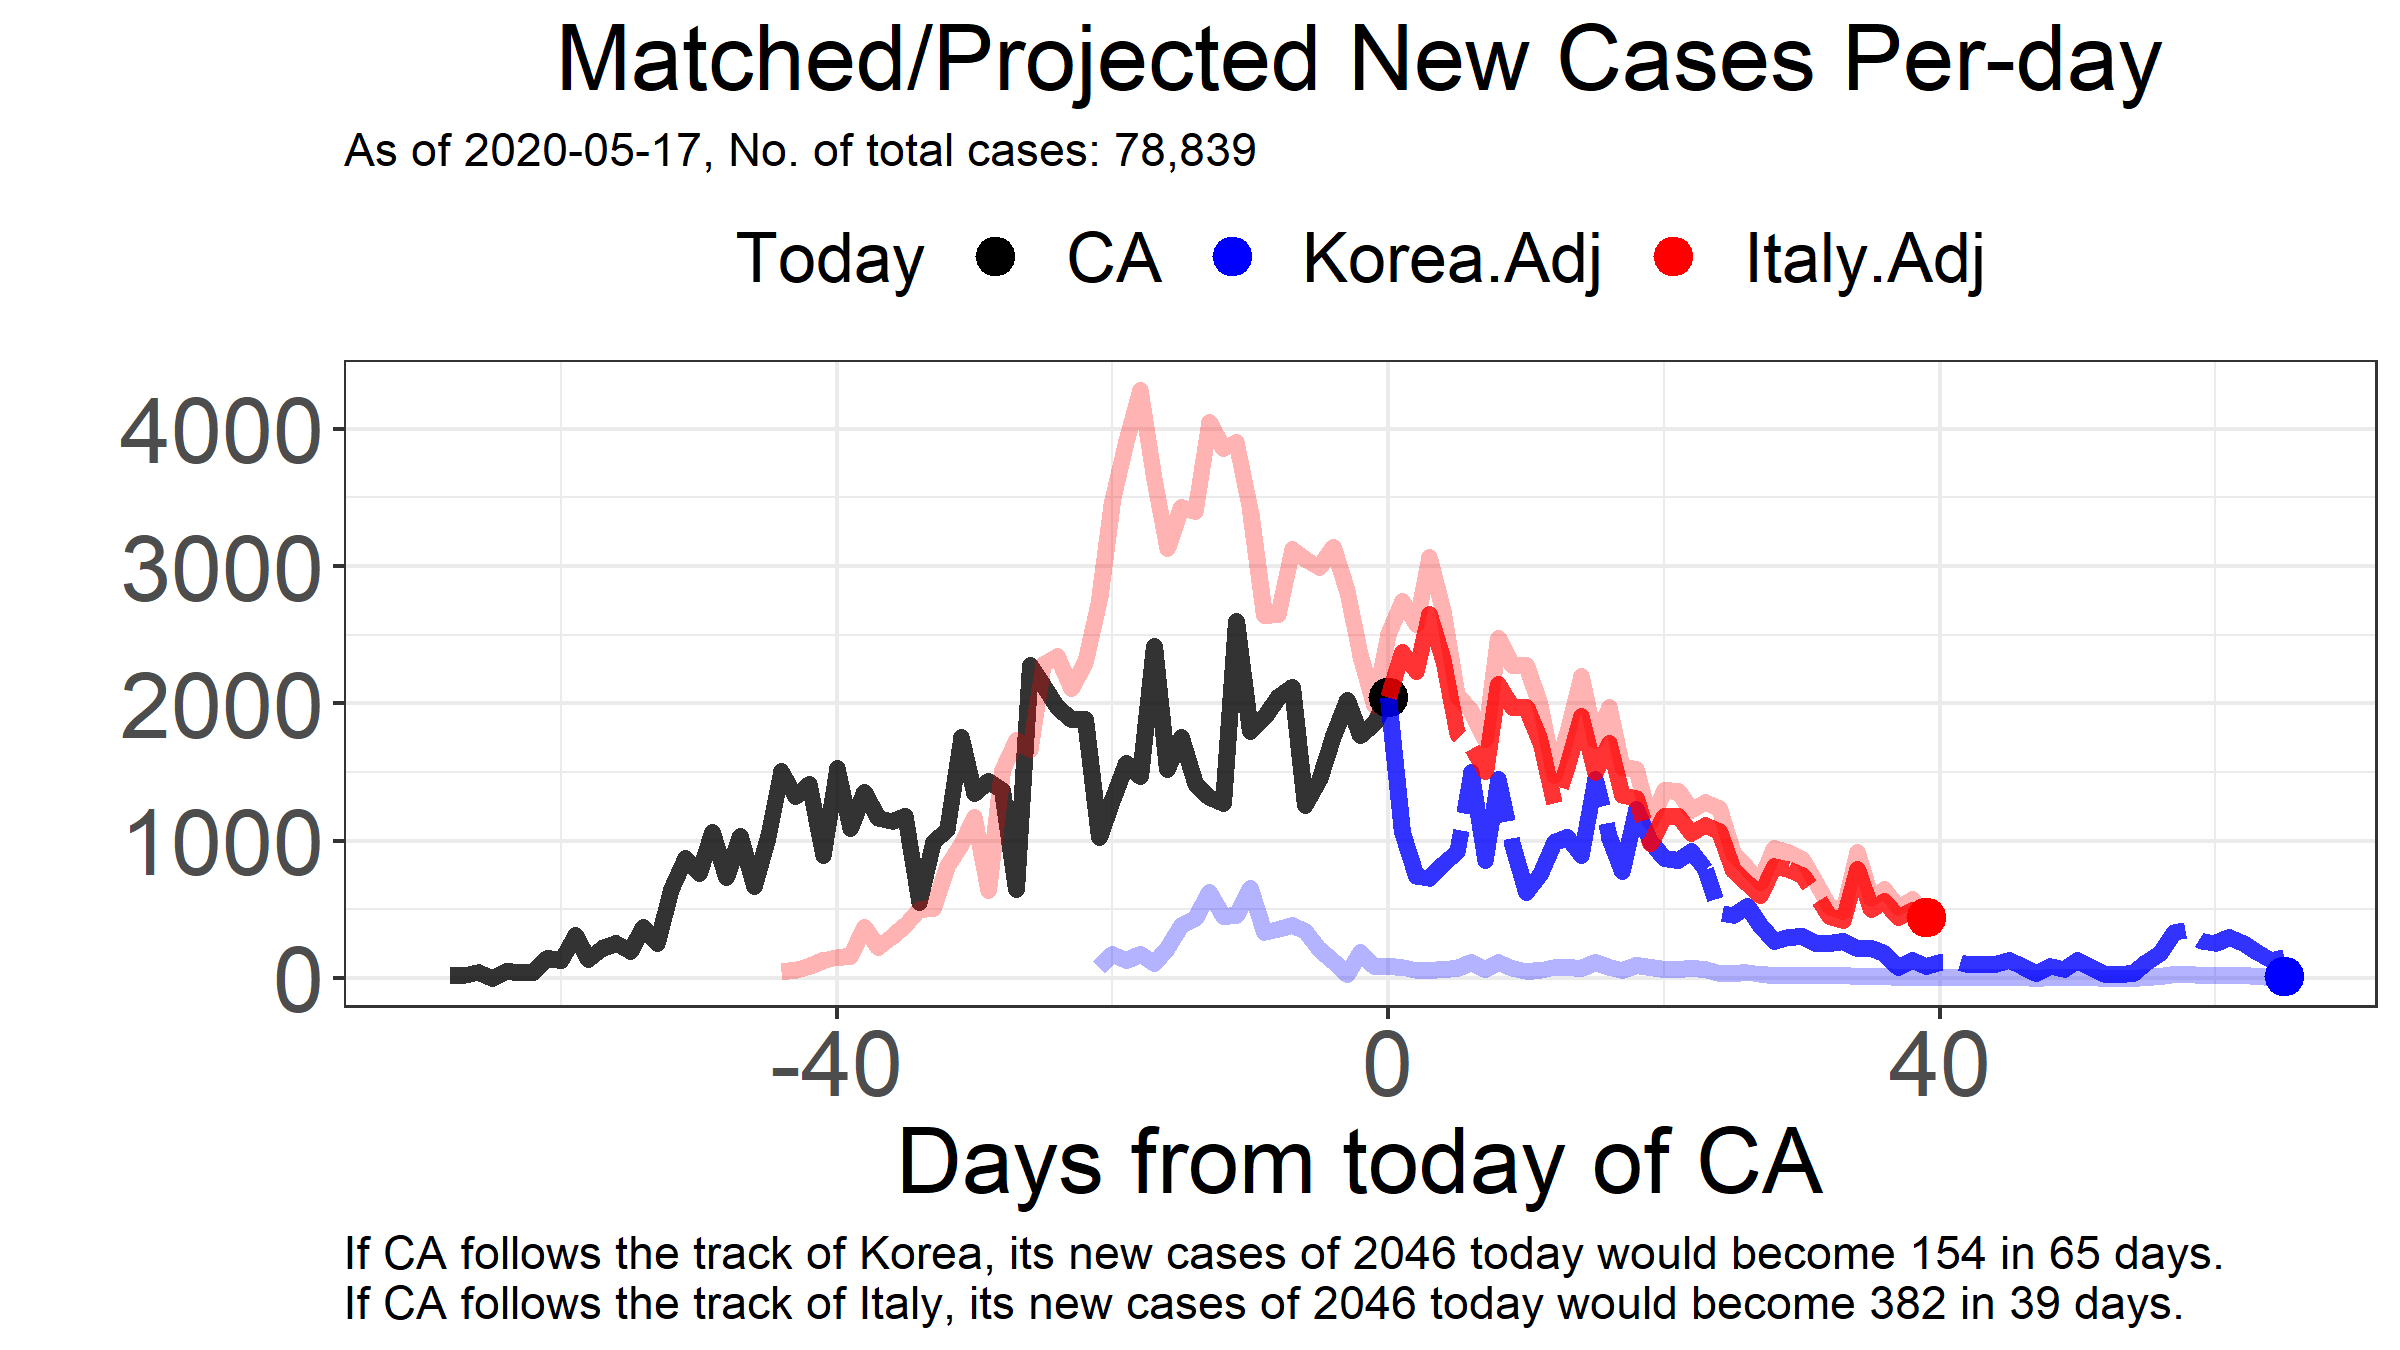 Matched/Projected New Cases Per-day
As of 2020-05-17, No. of total cases: 78,839
Today CA Korea.Adj Italy.Adj
4000
3000
2000
1000
0
-40 0 40
Days from today of CA
If CA follows the track of Korea, its new cases of 2046 today would become 154 in 65 days.
If CA follows the track of Italy, its new cases of 2046 today would become 382 in 39 days.